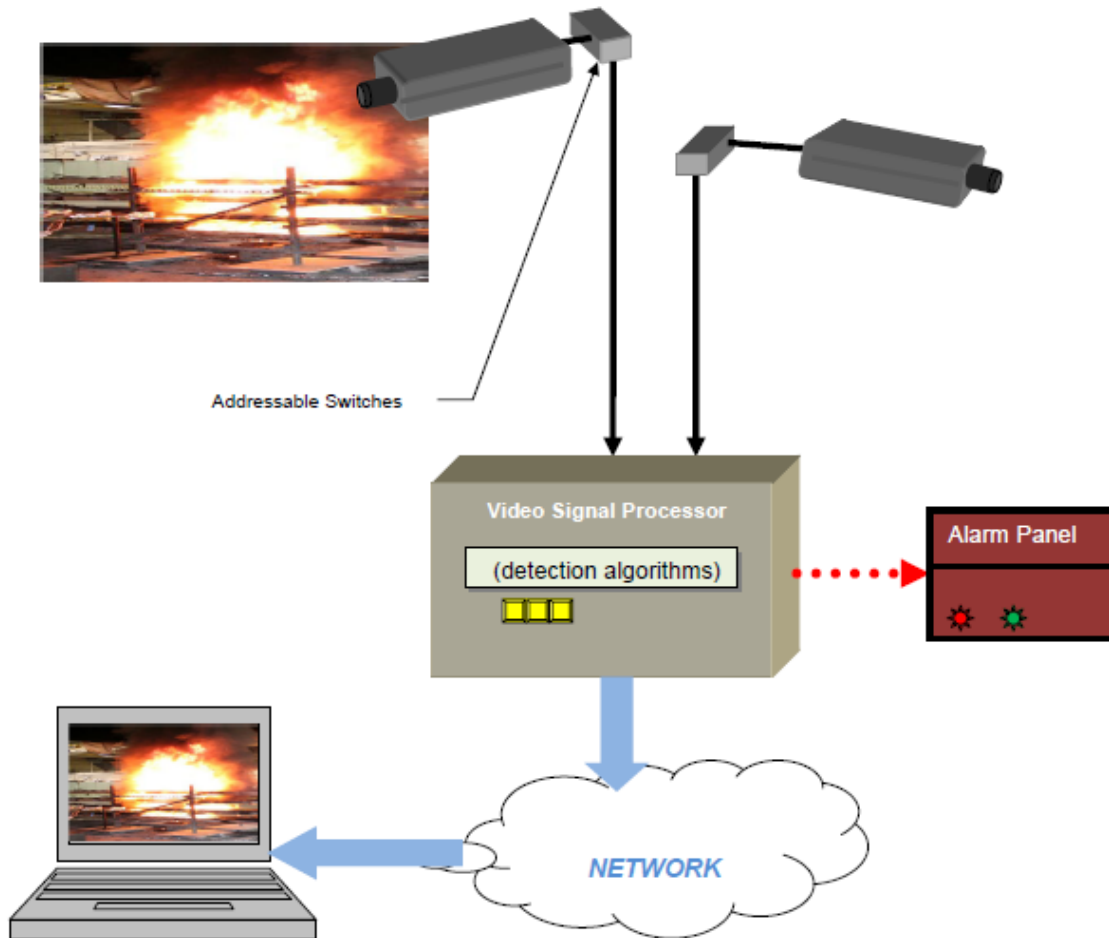 Addressable Switches
Video Signal Processor
(detection algorithms)
Alarm Panel
NETWORK